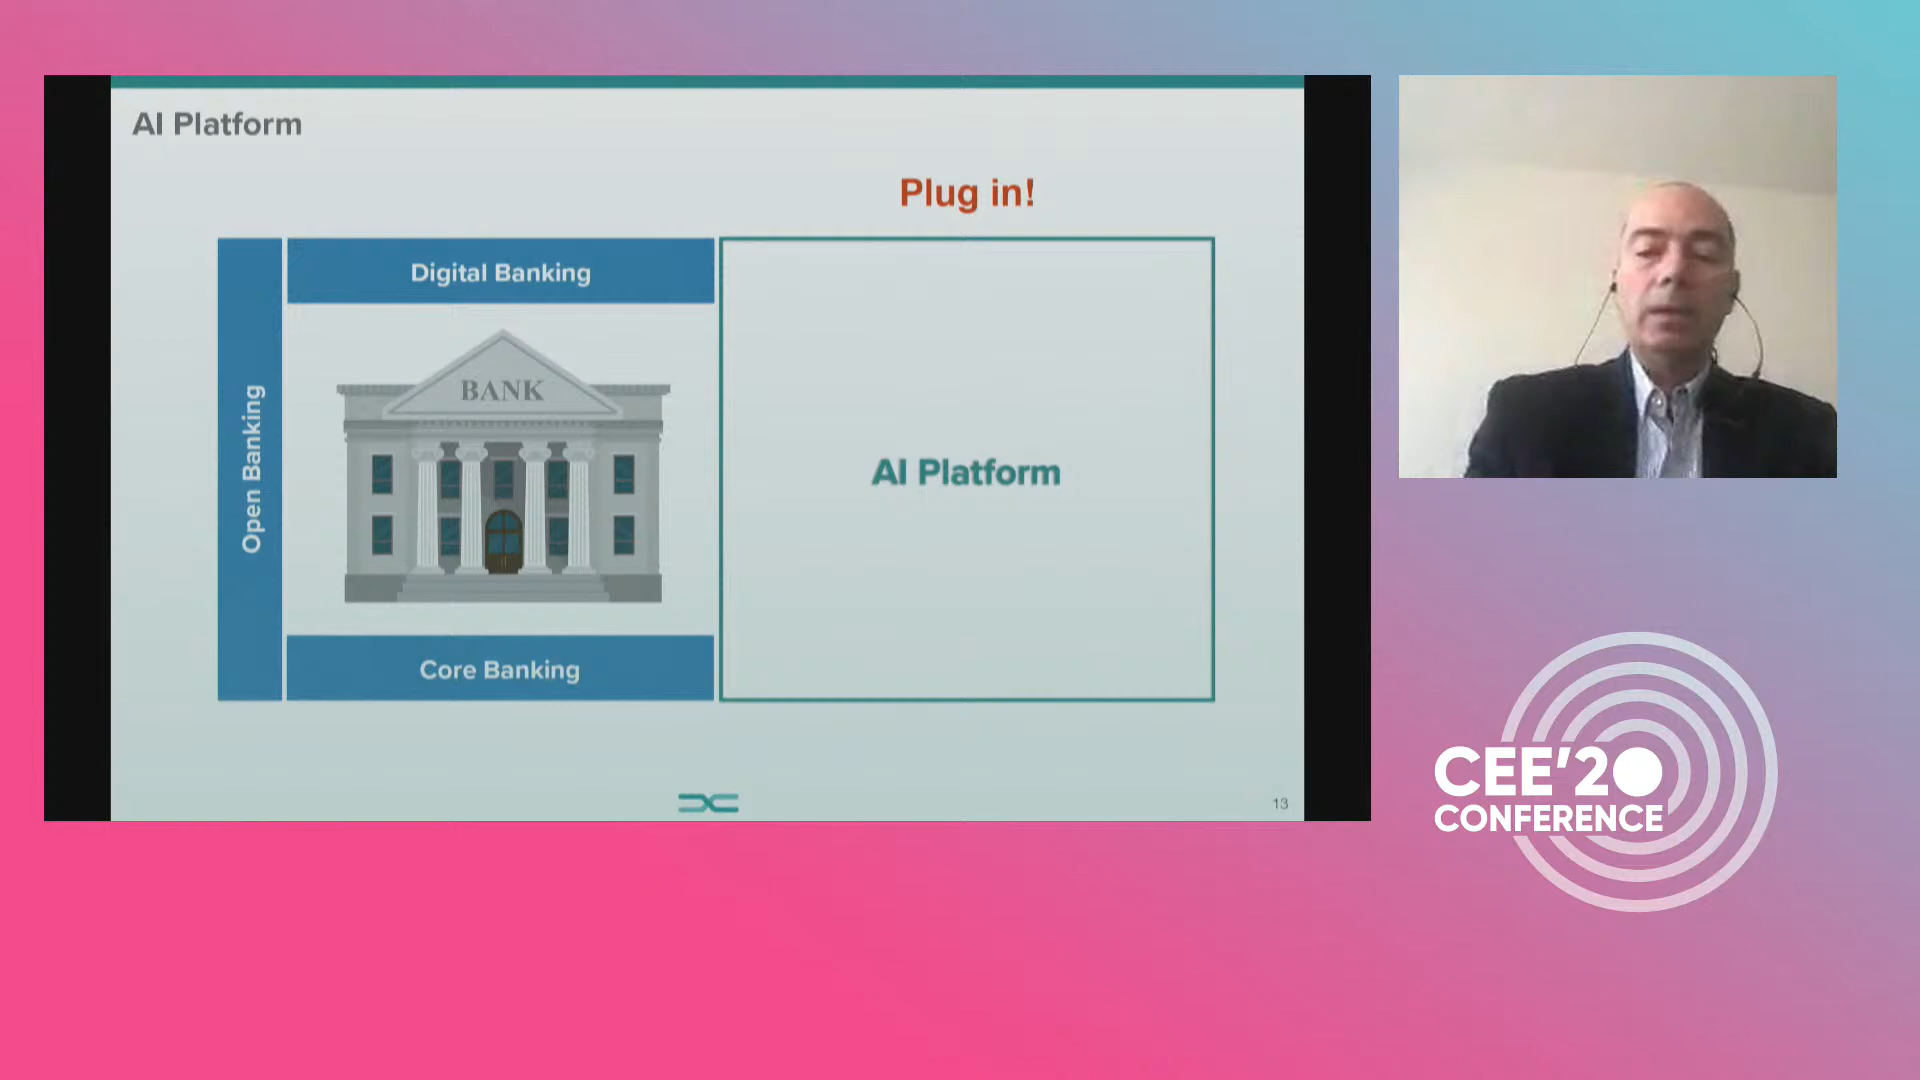 AI Platform
Plug in!
Digital Banking
Open Banking
BANK
AI Platform
Core Banking
13
CEE'20
CONFERENCE